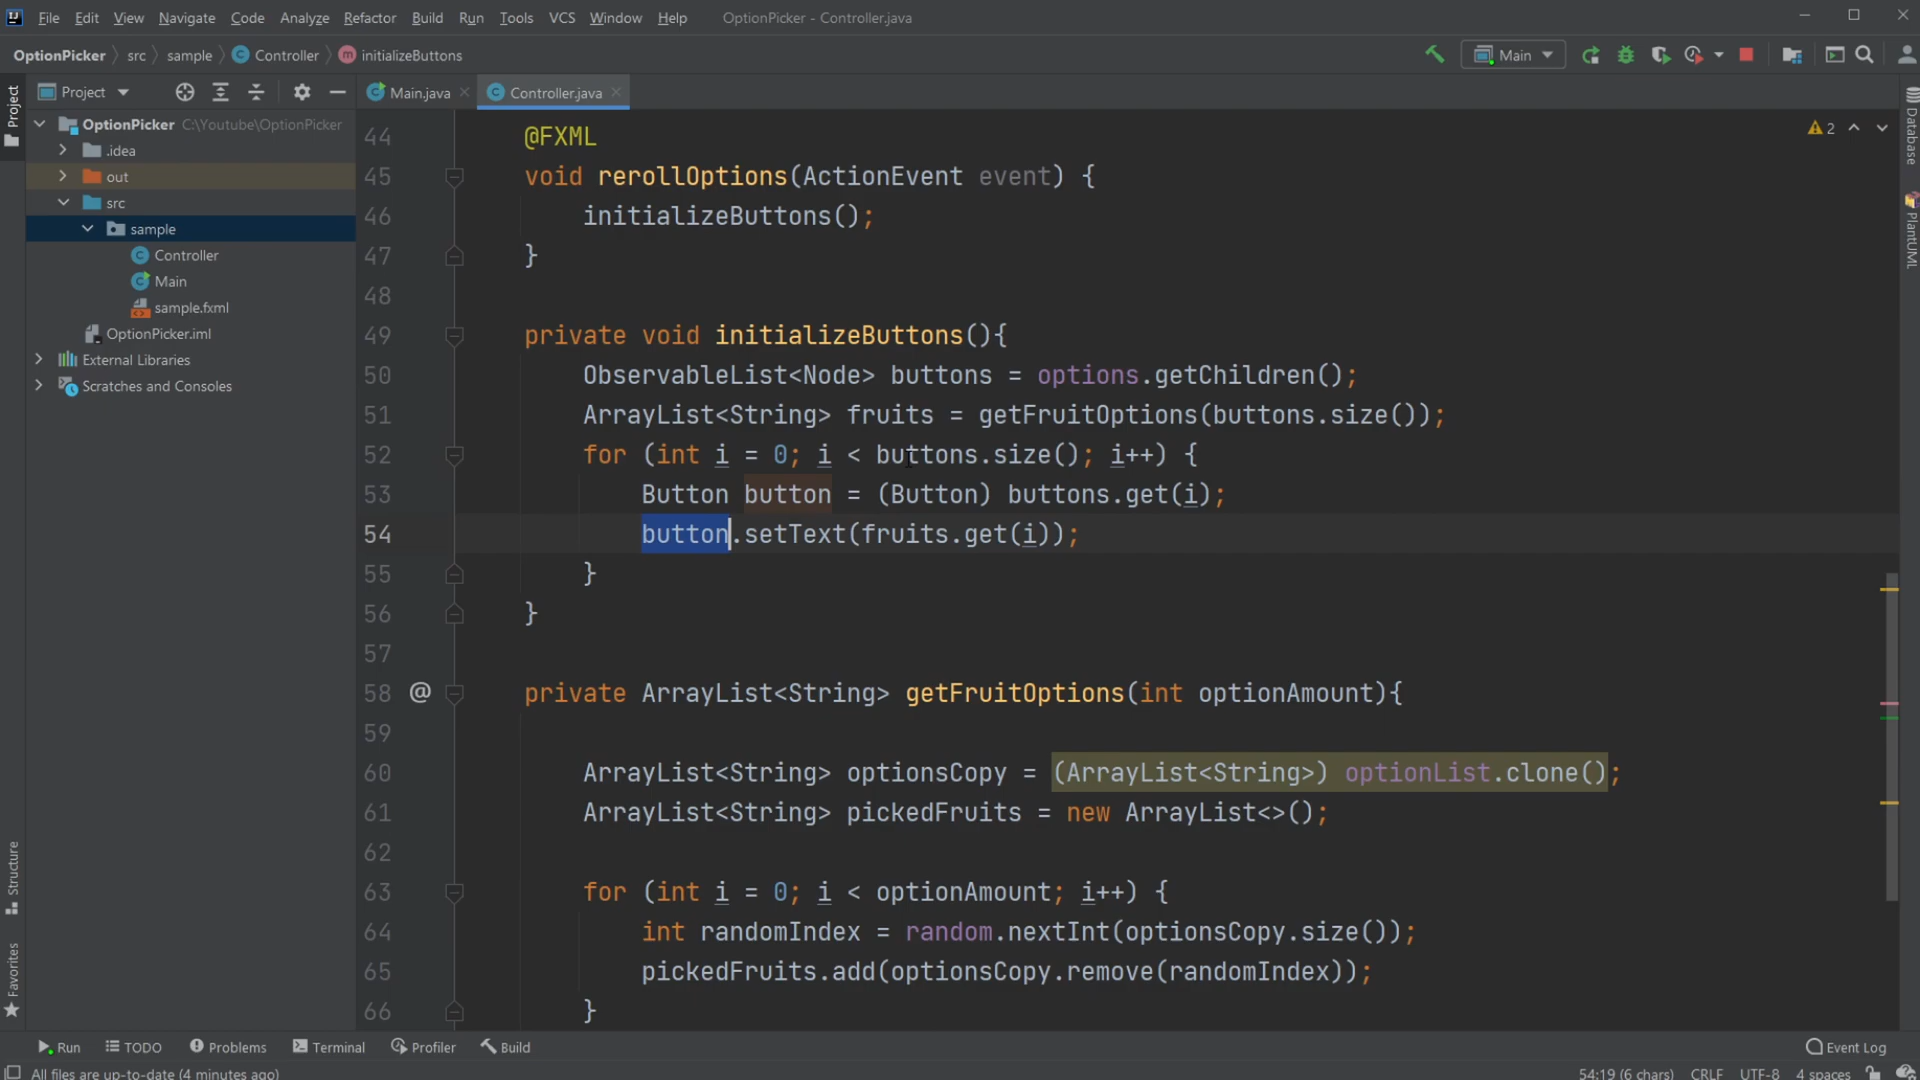 File Edit View Navigate Code Analyze Refactor Build Run Tools VCS Window Help OptionPicker - Controller.java
OptionPicker src sample Controller m initializeButtons Main
Project Main.java Controller.java
Project
OptionPicker C:\Youtube\OptionPicker
.idea
out
src
sample
Controller
Main
sample.fxml
OptionPicker.iml
External Libraries
Scratches and Consoles
2
44 @FXML
45 void rerollOptions(ActionEvent event) {
46 initializeButtons();
47 }
48
49 private void initializeButtons(){
50 ObservableList<Node> buttons = options.getChildren();
51 ArrayList<String> fruits = getFruitOptions(buttons.size());
52 for (int i = 0; i < buttons.size(); i++) {
53 Button button = (Button) buttons.get(i);
54 button.setText(fruits.get(i));
55 }
56 }
57
58 @ private ArrayList<String> getFruitOptions(int optionAmount){
59
60 ArrayList<String> optionsCopy = (ArrayList<String>) optionList.clone();
61 ArrayList<String> pickedFruits = new ArrayList<>();
62
63 for (int i = 0; i < optionAmount; i++) {
64 int randomIndex = random.nextInt(optionsCopy.size());
65 pickedFruits.add(optionsCopy.remove(randomIndex));
66 }
Database
PlantUML
Structure
Favorites
Run TODO Problems Terminal Profiler Build Event Log
All files are up-to-date (4 minutes ago) 54:19 (6 chars) CRLF UTF-8 4 spaces